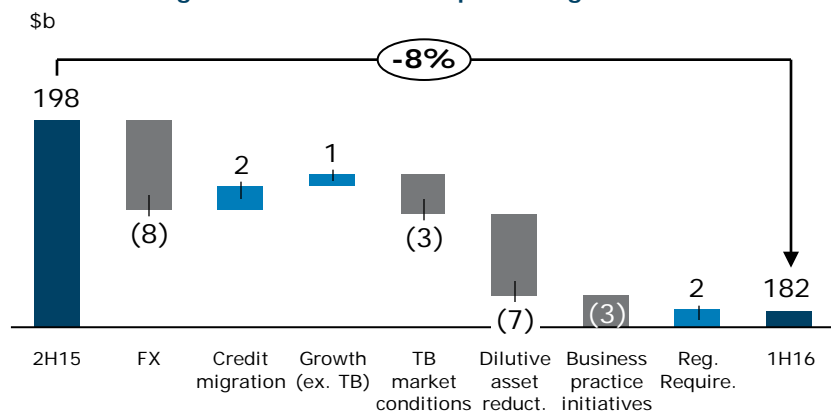 $b
-8%
198
(8)
2
1
(3)
(7)
(3)
2
182
2H15
FX
Credit
migration
Growth
(ex. TB)
TB
market
conditions
Dilutive
asset
reduct.
Business
practice
initiatives
Reg.
Require.
1H16